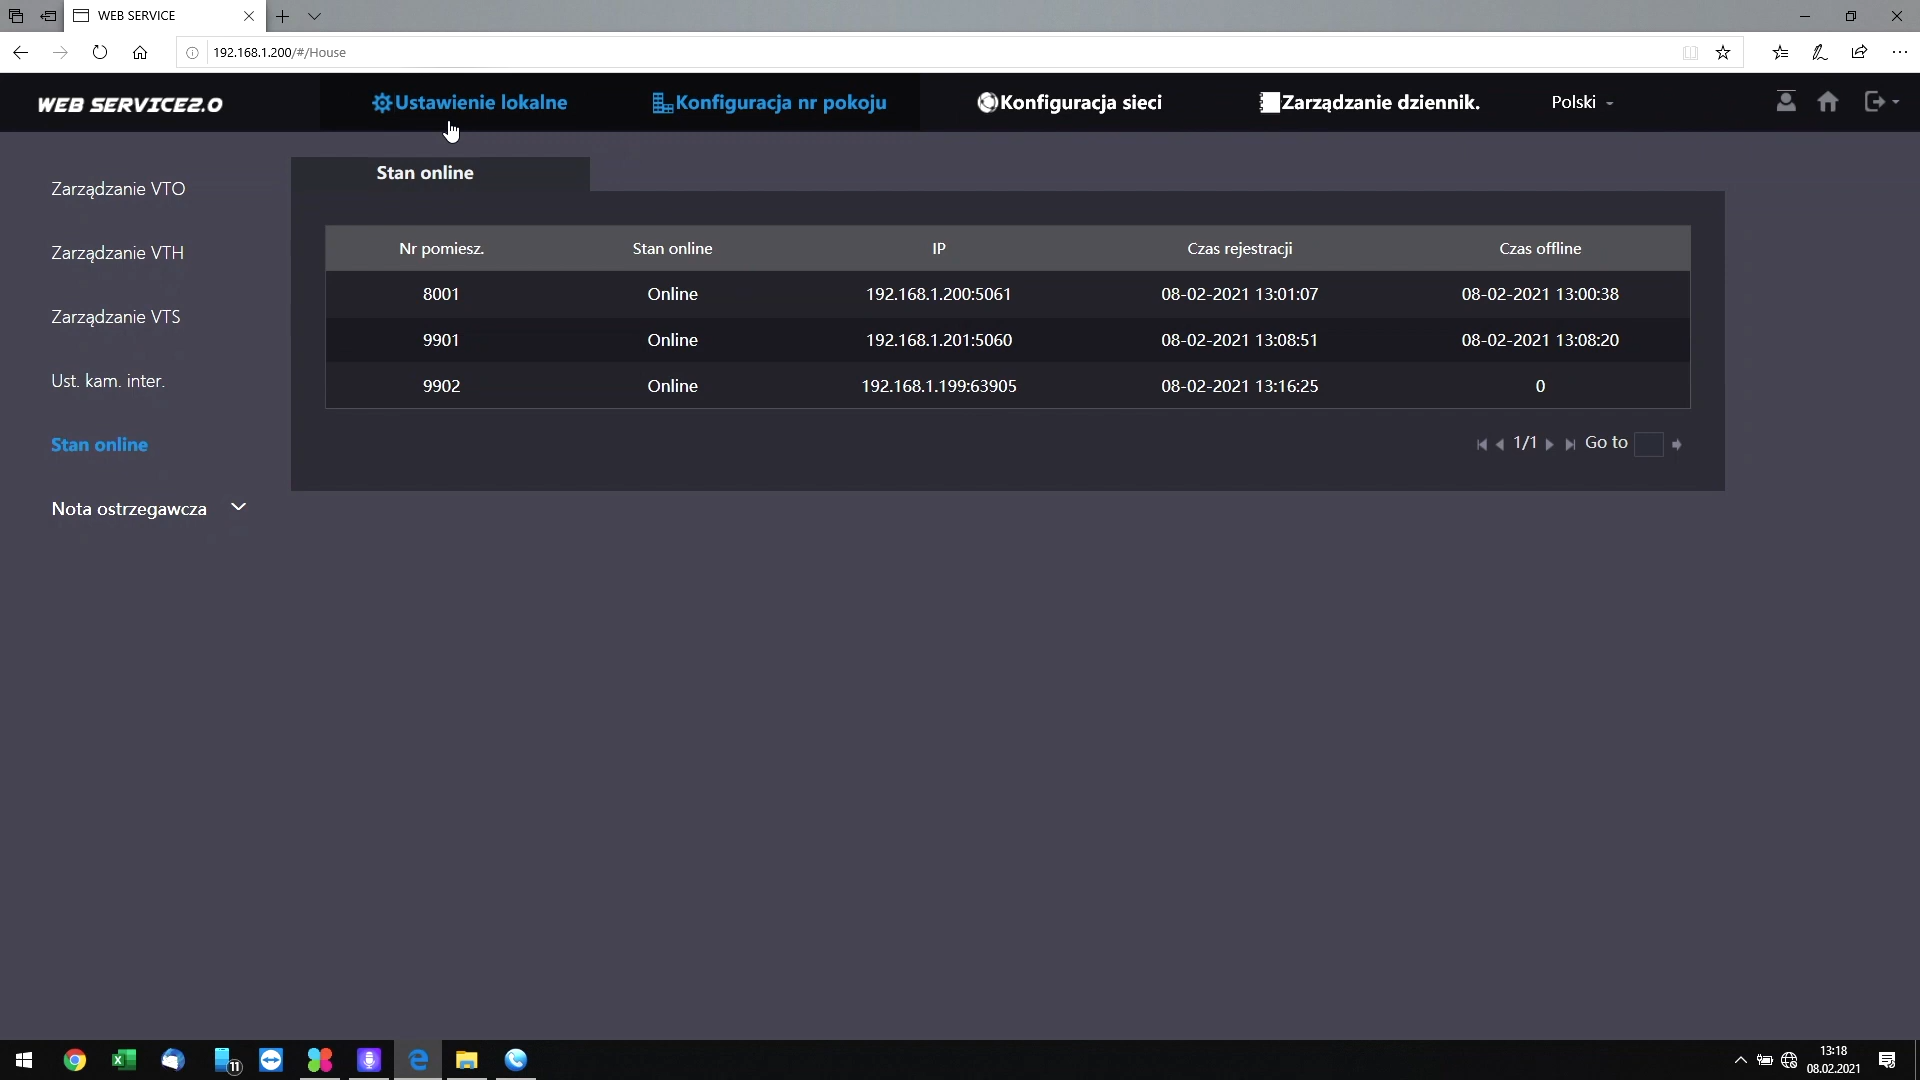 WEB SERVICE
192.168.1.200/#/House
WEB SERVICE2.0
Ustawienie lokalne
Konfiguracja nr pokoju
Konfiguracja sieci
Zarządzanie dziennik.
Polski
Zarządzanie VTO
Zarządzanie VTH
Zarządzanie VTS
Ust. kam. inter.
Stan online
Nota ostrzegawcza
Stan online
Nr pomiesz. Stan online IP Czas rejestracji Czas offline
8001 Online 192.168.1.200:5061 08-02-2021 13:01:07 08-02-2021 13:00:38
9901 Online 192.168.1.201:5060 08-02-2021 13:08:51 08-02-2021 13:08:20
9902 Online 192.168.1.199:63905 08-02-2021 13:16:25 0
1/1 Go to
11
13:18
08.02.2021